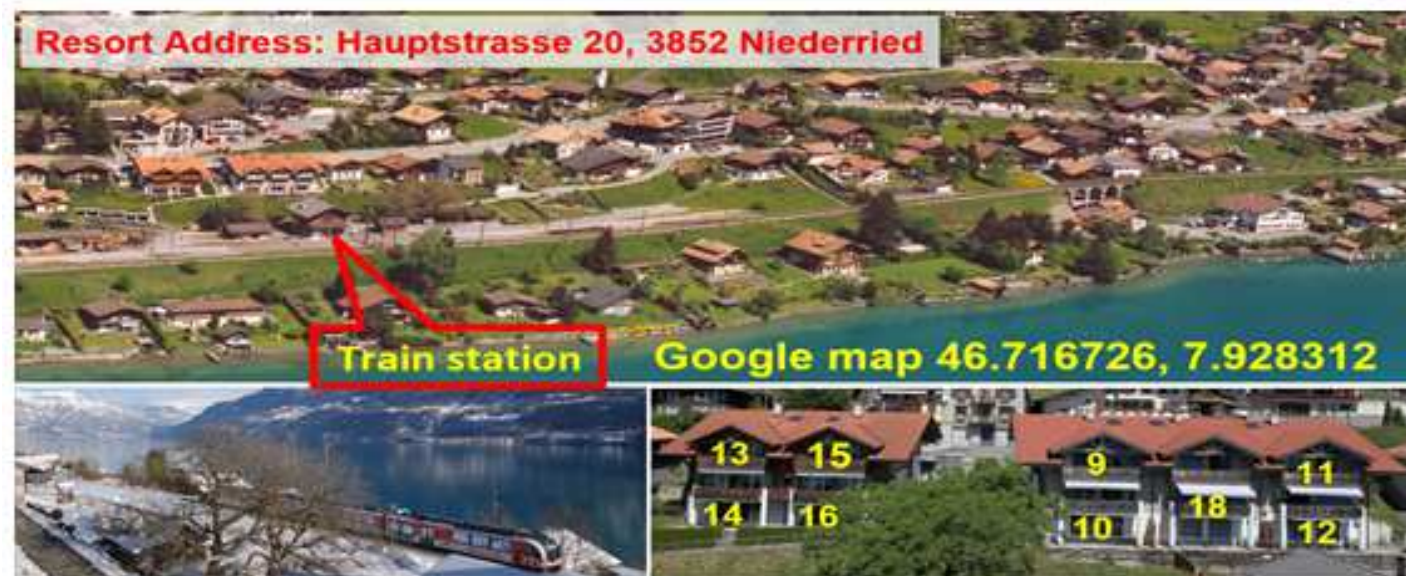 Resort Address: Hauptstrasse 20, 3852 Niederried
Train station
Google map 46.716726, 7.928312
13 15
14 16
9 11
18
10 12